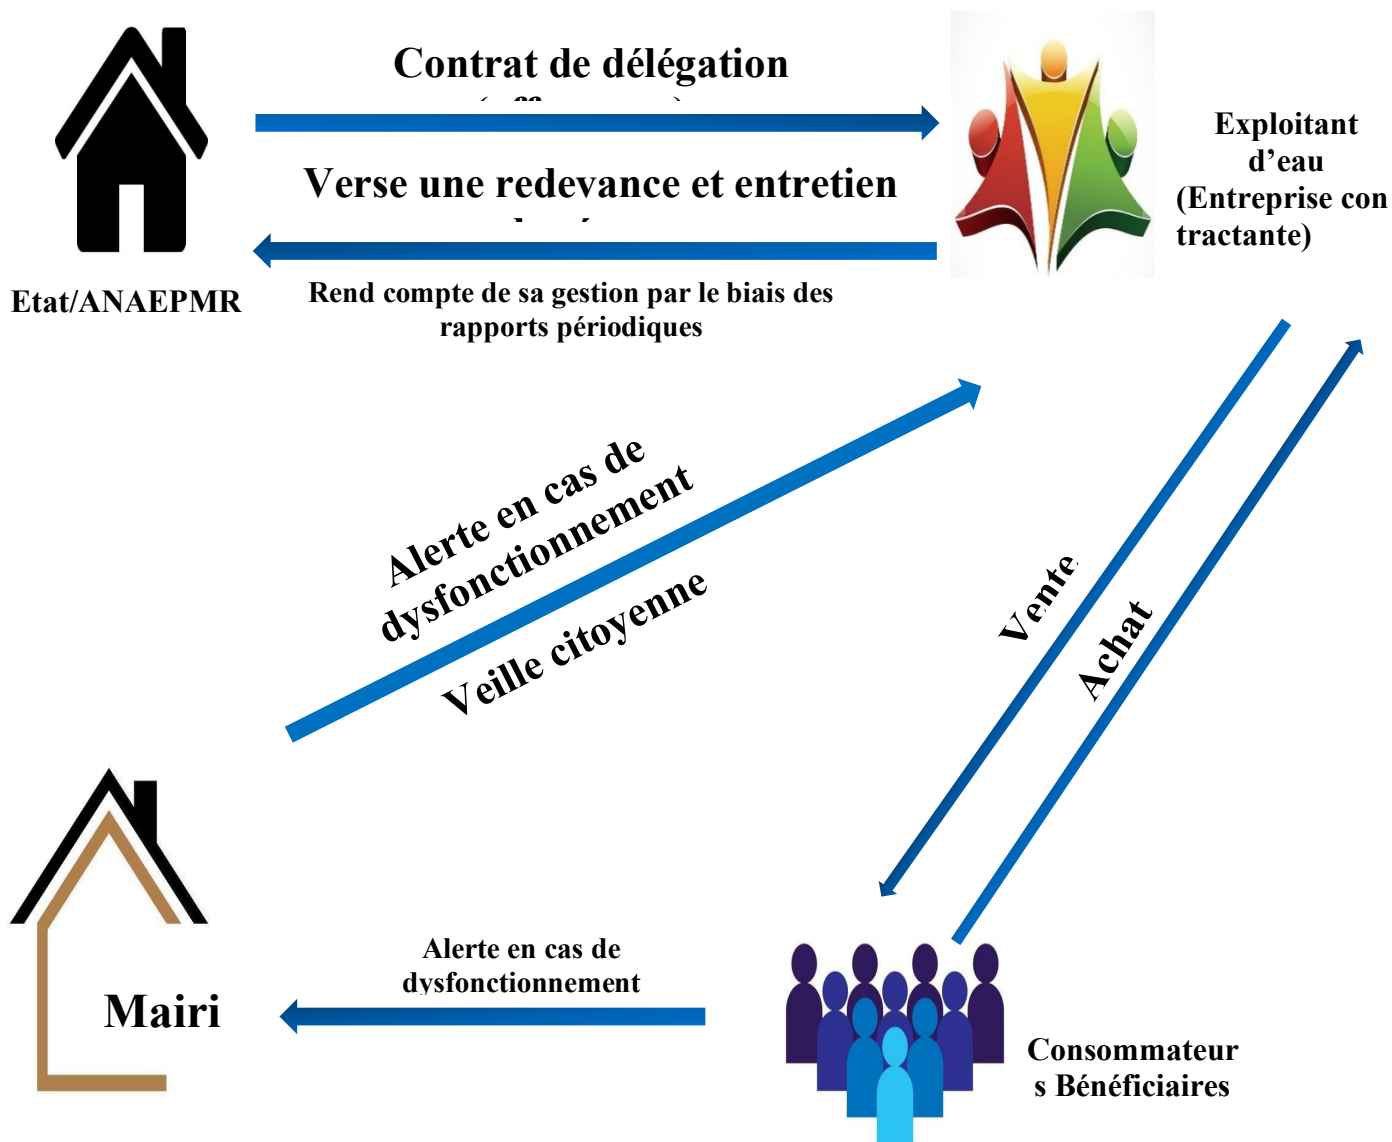 Contrat de délégation
Verse une redevance et entretien
Exploitant
d’eau
(Entreprise con
tractante)
Etat/ANAEPMR
Rend compte de sa gestion par le biais des
rapports périodiques
Alerte en cas de
dysfonctionnement
Veille citoyenne
Vente
Achat
Alerte en cas de
dysfonctionnement
Mairi
Consommateur
s Bénéficiaires